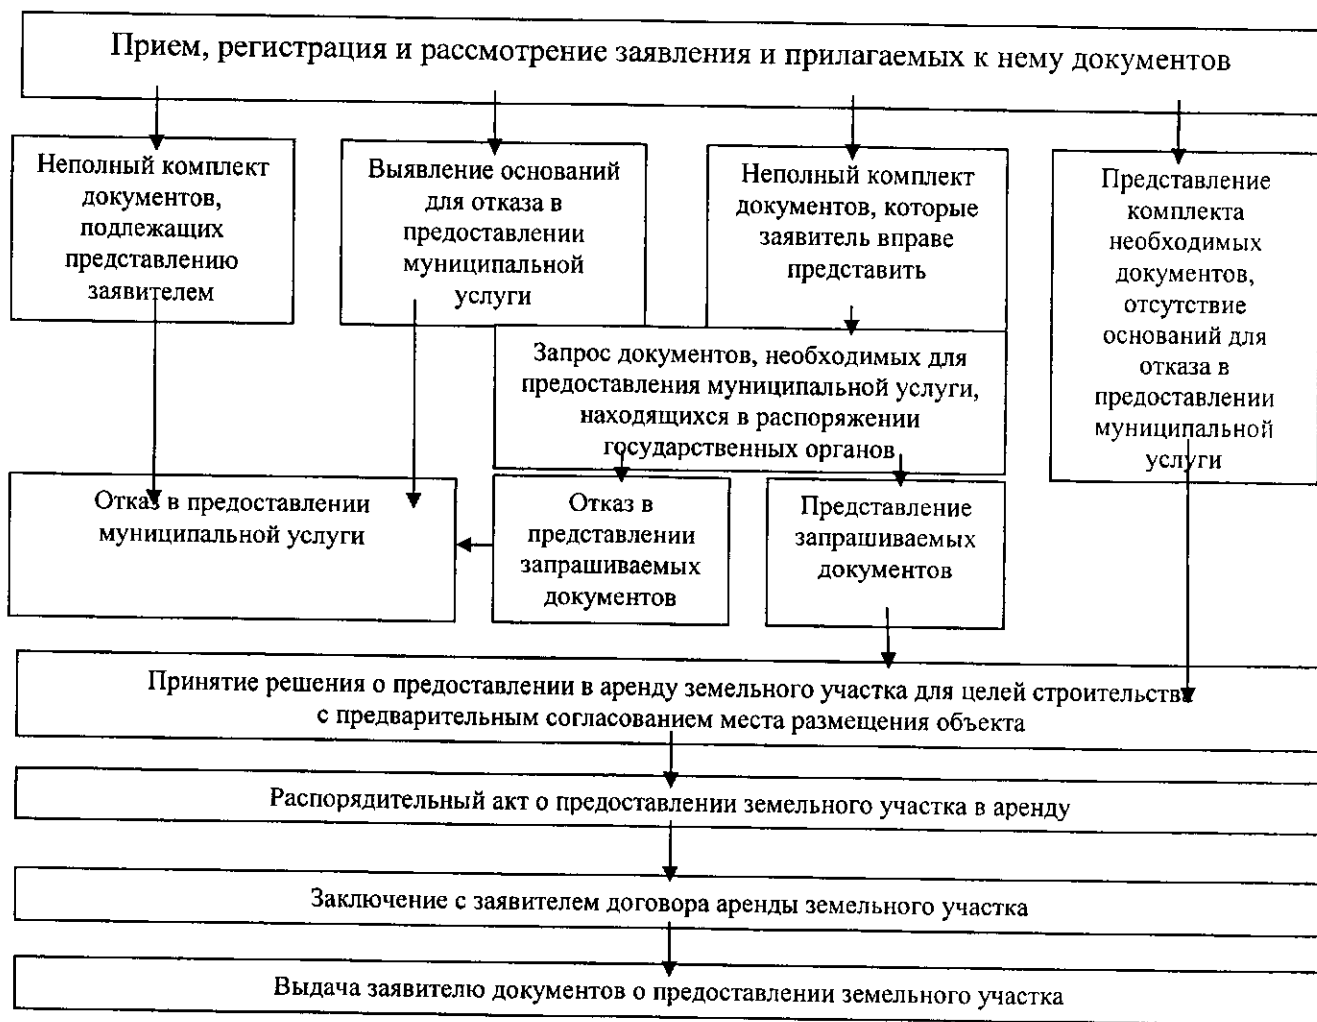 Прием, регистрация и рассмотрение заявления и прилагаемых к нему документов
Неполный комплект
документов,
подлежащих
представлению
заявителем
Выявление оснований
для отказа в
предоставлении
муниципальной
услуги
Неполный комплект
документов, которые
заявитель вправе
представить
Представление
комплекта
необходимых
документов,
отсутствие
оснований для
отказа в
предоставлении
муниципальной
услуги
Запрос документов, необходимых для
предоставления муниципальной услуги,
находящихся в распоряжении
государственных органов
Отказ в предоставлении
муниципальной услуги
Отказ в
представлении
запрашиваемых
документов
Представление
запрашиваемых
документов
Принятие решения о предоставлении в аренду земельного участка для целей строительства
с предварительным согласованием места размещения объекта
Распорядительный акт о предоставлении земельного участка в аренду
Заключение с заявителем договора аренды земельного участка
Выдача заявителю документов о предоставлении земельного участка